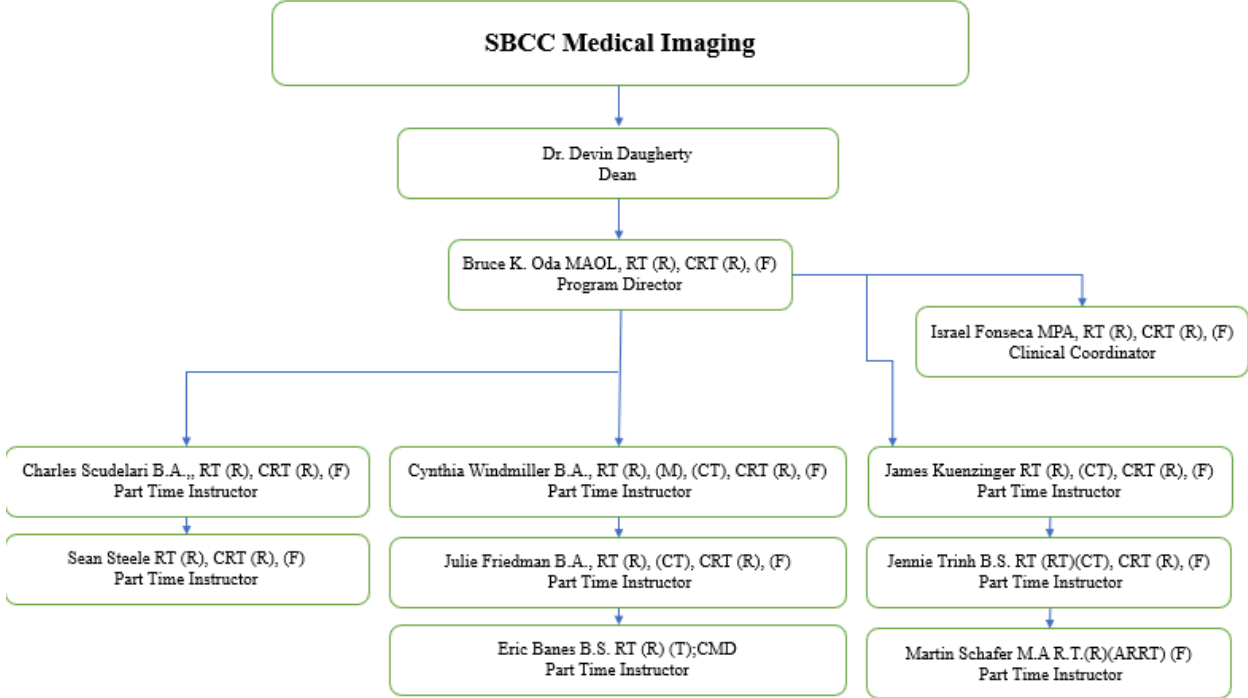 SBCC Medical Imaging
Dr. Devin Daugherty
Dean
Bruce K. Oda MAOL, RT (R), CRT (R), (F)
Program Director
Israel Fonseca MPA, RT (R), CRT (R), (F)
Clinical Coordinator
Charles Scudelari B.A.,, RT (R), CRT (R), (F)
Part Time Instructor
Cynthia Windmiller B.A., RT (R), (M), (CT), CRT (R), (F)
Part Time Instructor
James Kuenzinger RT (R), (CT), CRT (R), (F)
Part Time Instructor
Sean Steele RT (R), CRT (R), (F)
Part Time Instructor
Julie Friedman B.A., RT (R), (CT), CRT (R), (F)
Part Time Instructor
Jennie Trinh B.S. RT (RT)(CT), CRT (R), (F)
Part Time Instructor
Eric Banes B.S. RT (R) (T);CMD
Part Time Instructor
Martin Schafer M.A R.T.(R)(ARRT) (F)
Part Time Instructor